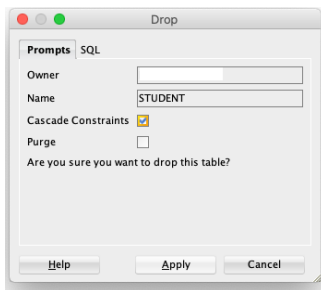 Drop
Prompts SQL
Owner
Name STUDENT
Cascade Constraints
Purge
Are you sure you want to drop this table?
Help Apply Cancel